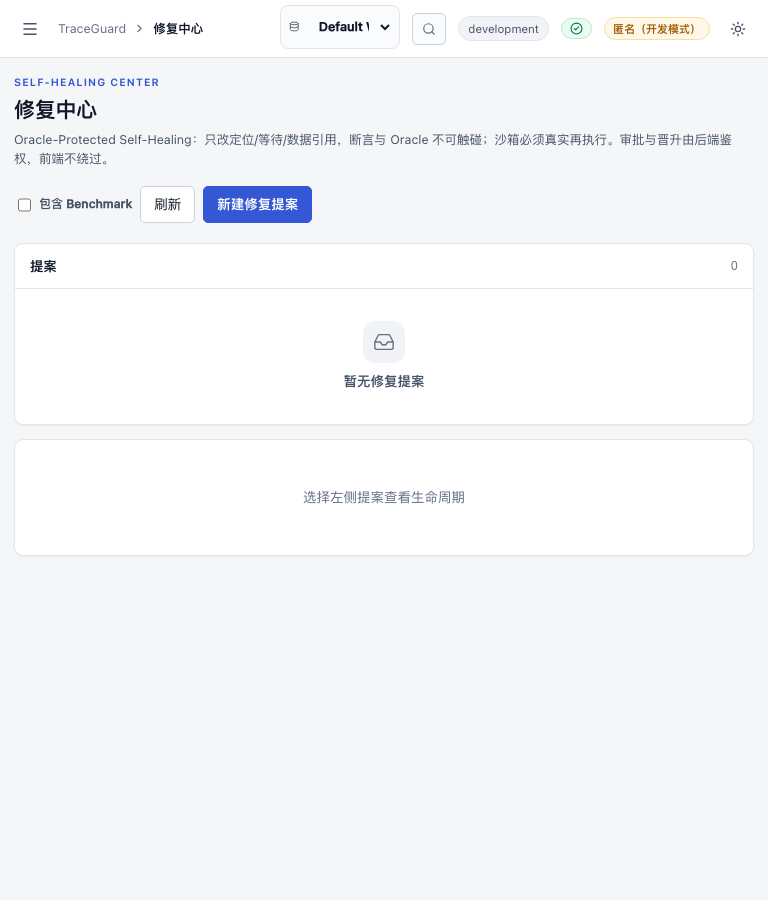 TraceGuard > 修复中心
Default
development
匿名（开发模式）
SELF-HEALING CENTER
修复中心
Oracle-Protected Self-Healing：只改定位/等待/数据引用，断言与 Oracle 不可触碰；沙箱必须真实再执行。审批与晋升由后端鉴
权，前端不绕过。
包含 Benchmark
刷新
新建修复提案
提案
0
暂无修复提案
选择左侧提案查看生命周期